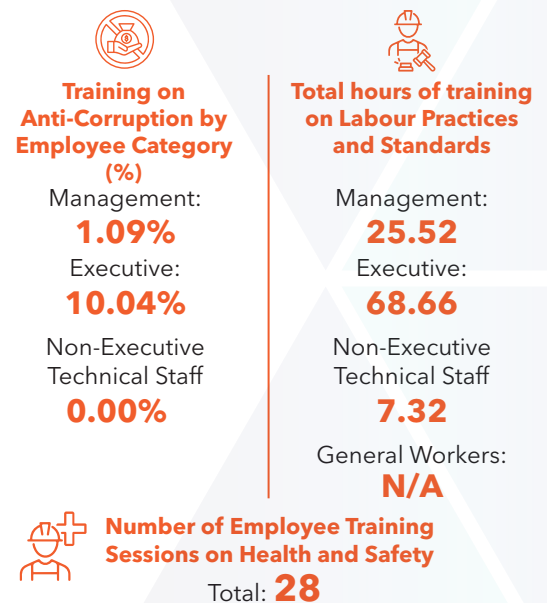 Training on
Anti-Corruption by
Employee Category
(%)
Management:
1.09%
Executive:
10.04%
Non-Executive
Technical Staff
0.00%
Total hours of training
on Labour Practices
and Standards
Management:
25.52
Executive:
68.66
Non-Executive
Technical Staff
7.32
General Workers:
N/A
Number of Employee Training
Sessions on Health and Safety
Total: 28